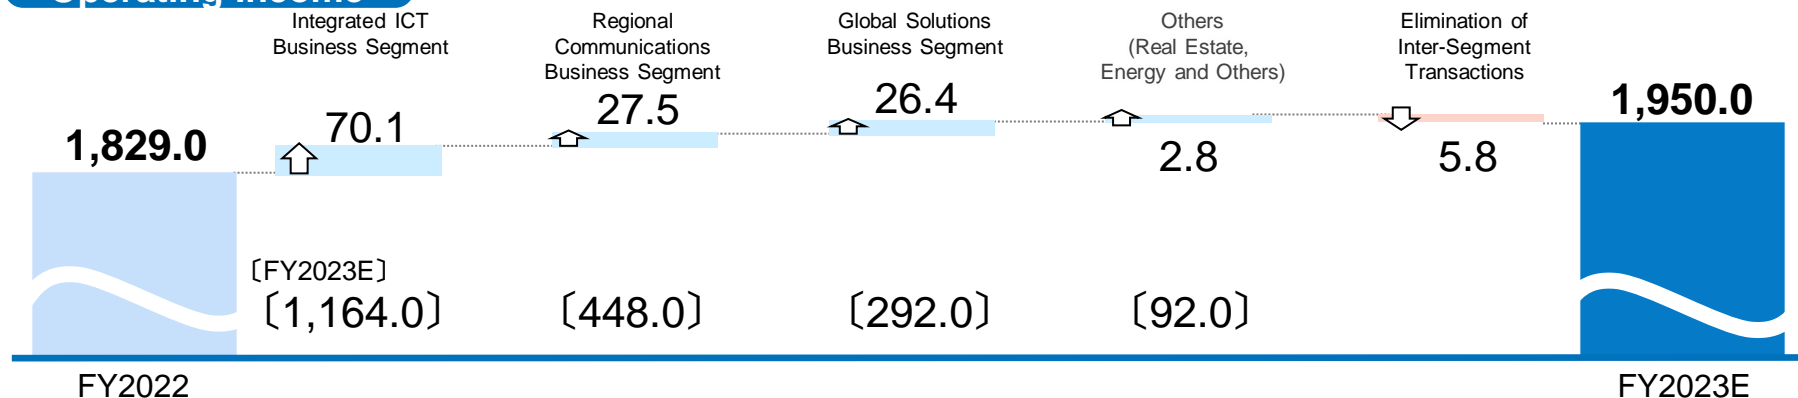 Operating Income
Integrated ICT
Business Segment
Regional
Communications
Business Segment
Global Solutions
Business Segment
Others
(Real Estate,
Energy and Others)
Elimination of
Inter-Segment
Transactions
1,829.0
70.1
27.5
26.4
2.8
5.8
1,950.0
〔FY2023E〕
〔1,164.0〕
〔448.0〕
〔292.0〕
〔92.0〕
FY2022
FY2023E